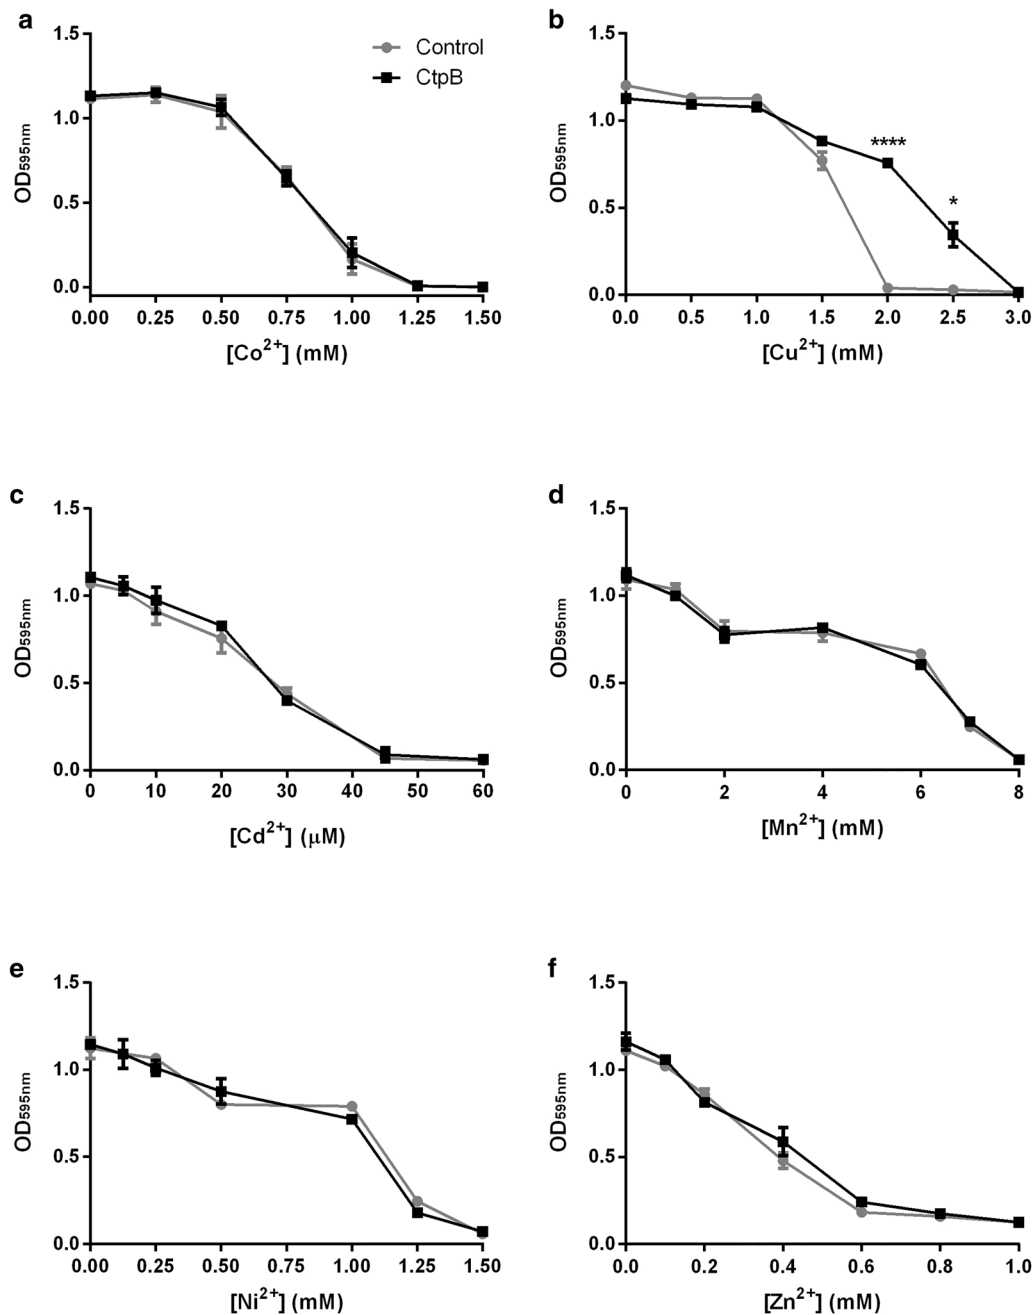 a
1.5
1.0
0.5
0.0
OD595nm
Control
CtpB
0.00 0.25 0.50 0.75 1.00 1.25 1.50
[Co2+] (mM)
b
1.5
1.0
0.5
0.0
OD595nm
****
*
0.0 0.5 1.0 1.5 2.0 2.5 3.0
[Cu2+] (mM)
c
1.5
1.0
0.5
0.0
OD595nm
0 10 20 30 40 50 60
[Cd2+] (μM)
d
1.5
1.0
0.5
0.0
OD595nm
0 2 4 6 8
[Mn2+] (mM)
e
1.5
1.0
0.5
0.0
OD595nm
0.00 0.25 0.50 0.75 1.00 1.25 1.50
[Ni2+] (mM)
f
1.5
1.0
0.5
0.0
OD595nm
0.0 0.2 0.4 0.6 0.8 1.0
[Zn2+] (mM)